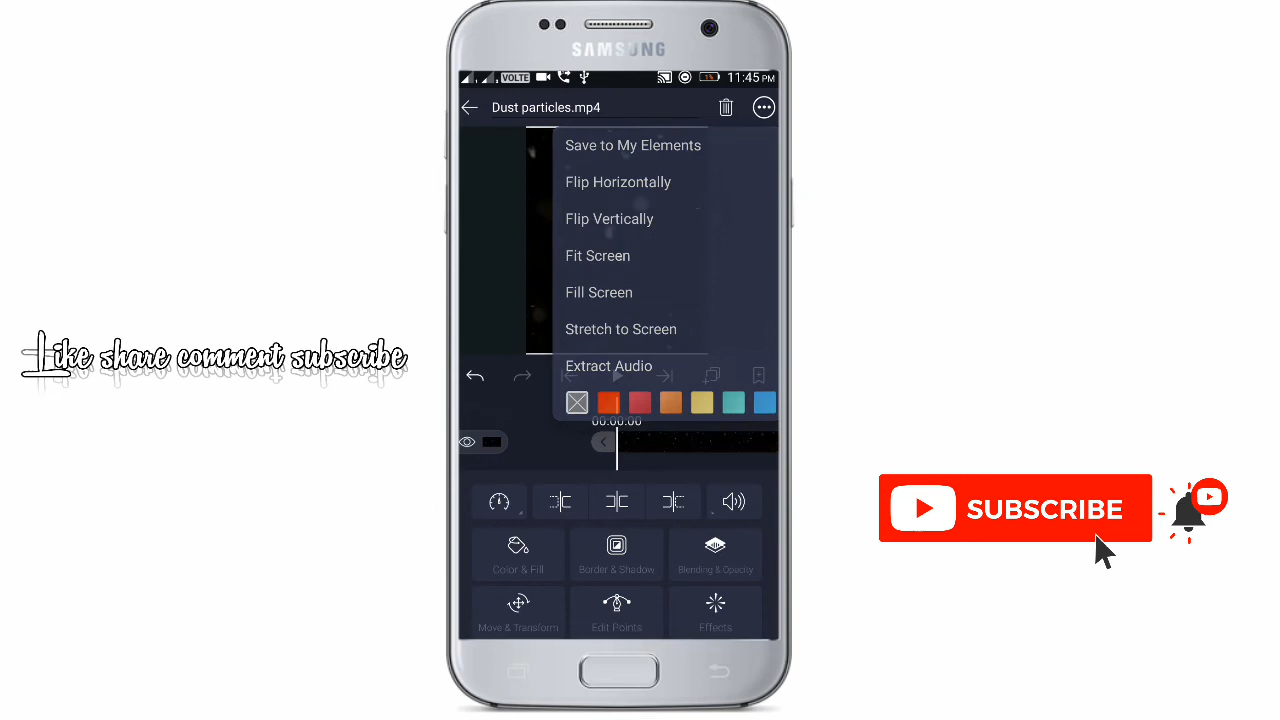 SAMSUNG
VOLTE
1%
11:45 PM
Dust particles.mp4
Save to My Elements
Flip Horizontally
Flip Vertically
Fit Screen
Fill Screen
Stretch to Screen
Extract Audio
00:00:00
Color & Fill
Border & Shadow
Blending & Opacity
Move & Transform
Edit Points
Effects
Like share comment subscribe
SUBSCRIBE